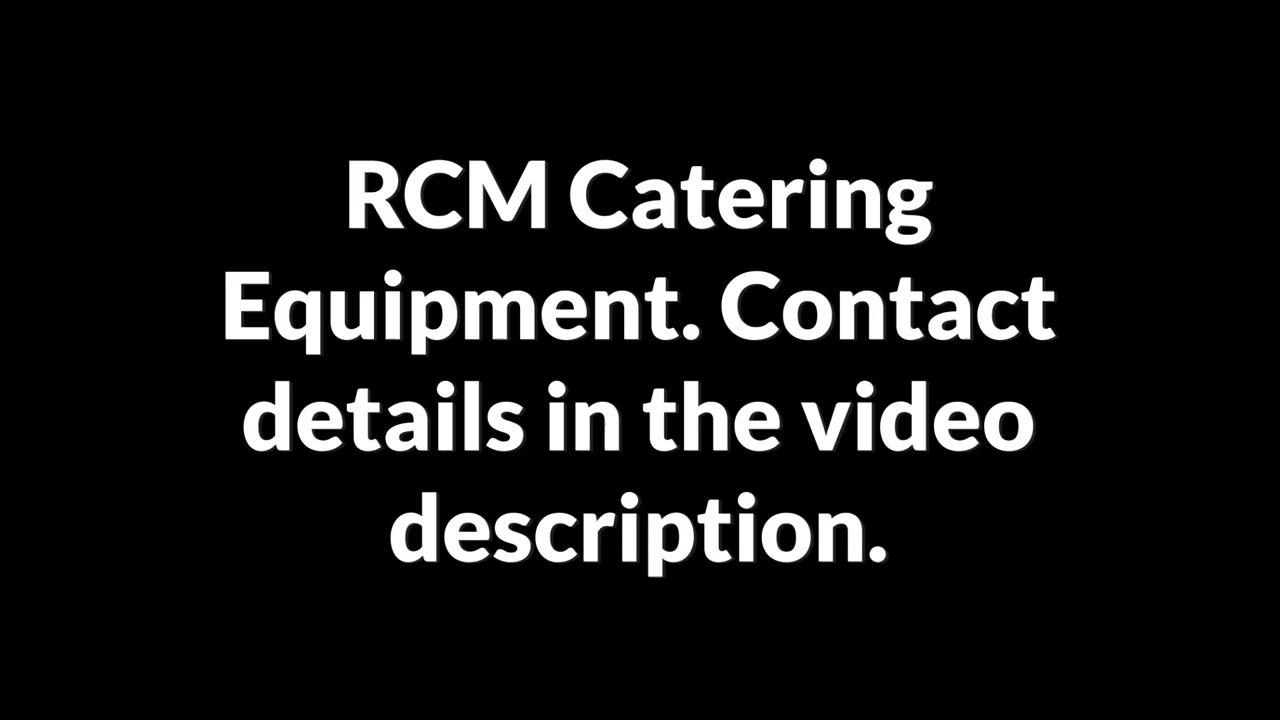 RCM Catering
Equipment. Contact
details in the video
description.